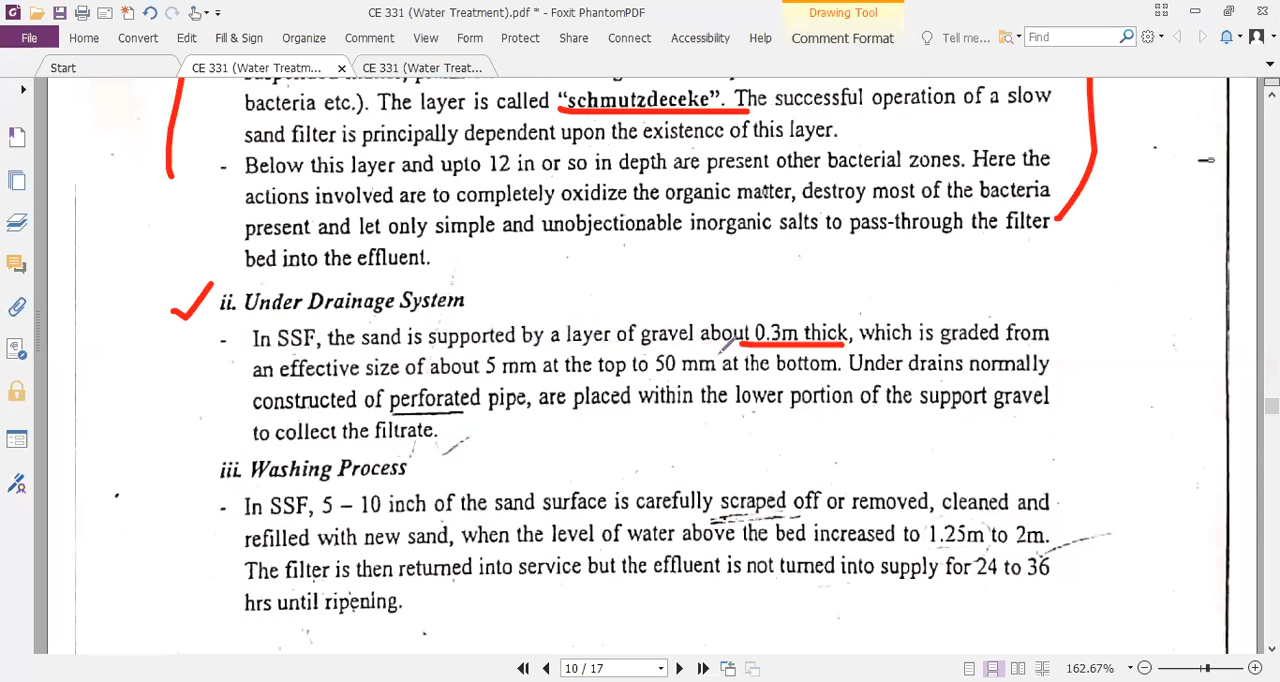 CE 331 (Water Treatment).pdf * - Foxit PhantomPDF
Drawing Tool
File Home Convert Edit Fill & Sign Organize Comment View Form Protect Share Connect Accessibility Help Comment Format Tell me... Find
Start CE 331 (Water Treatm... CE 331 (Water Treat...
bacteria etc.). The layer is called “schmutzdeceke”. The successful operation of a slow
sand filter is principally dependent upon the existence of this layer.
- Below this layer and upto 12 in or so in depth are present other bacterial zones. Here the
actions involved are to completely oxidize the organic matter, destroy most of the bacteria
present and let only simple and unobjectionable inorganic salts to pass-through the filter
bed into the effluent.
ii. Under Drainage System
- In SSF, the sand is supported by a layer of gravel about 0.3m thick, which is graded from
an effective size of about 5 mm at the top to 50 mm at the bottom. Under drains normally
constructed of perforated pipe, are placed within the lower portion of the support gravel
to collect the filtrate.
iii. Washing Process
- In SSF, 5 – 10 inch of the sand surface is carefully scraped off or removed, cleaned and
refilled with new sand, when the level of water above the bed increased to 1.25m to 2m.
The filter is then returned into service but the effluent is not turned into supply for 24 to 36
hrs until ripening.
10 / 17
162.67%